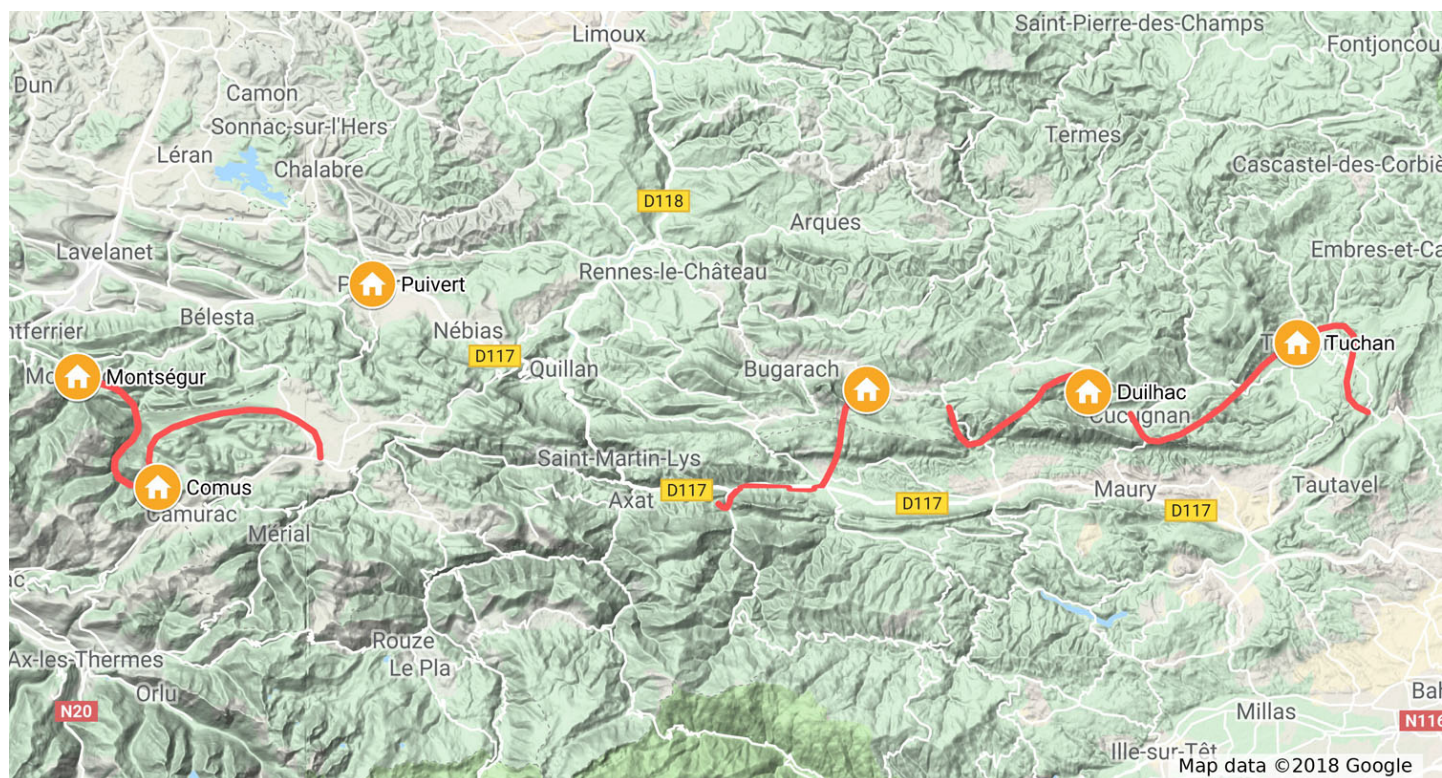 Saint-Pierre-des-Champs
Limoux
Fontjoncou
Dun
Camon
Sonnac-sur-l'Hers
Termes
Léran
Chalabre
Cascastel-des-Corbiè
D118
Arques
Lavelanet
Embres-et-Ca
Rennes-le-Château
P
Puivert
Bélesta
Nébias
ntferrier
T
Tuchan
D117
Quillan
Bugarach
Mo
Montségur
Duilhac
Cucugnan
Saint-Martin-Lys
Comus
D117
Maury
Tautavel
Axat
D117
D117
Camurac
Mérial
ac
Rouze
Ax-les-Thermes
Le Pla
Orlu
Bah
N20
Millas
N116
Ille-sur-Têt
Map data ©2018 Google